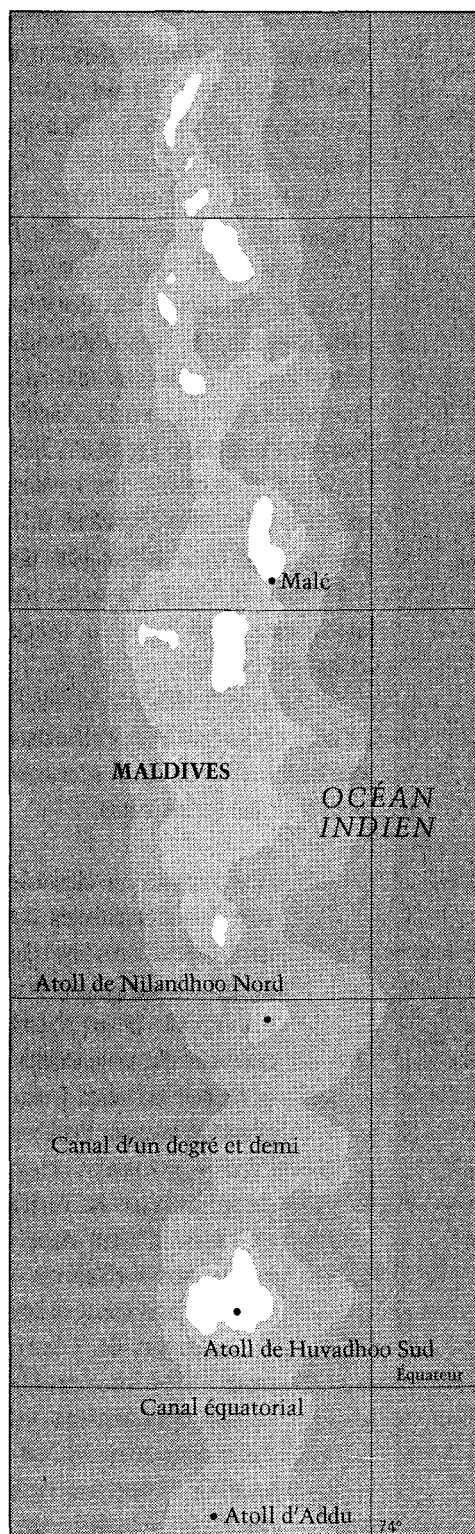 Malé
MALDIVES
OCÉAN
INDIEN
Atoll de Nilandhoo Nord
Canal d'un degré et demi
Atoll de Huvadhoo Sud
Équateur
Canal équatorial
Atoll d'Addu
74°